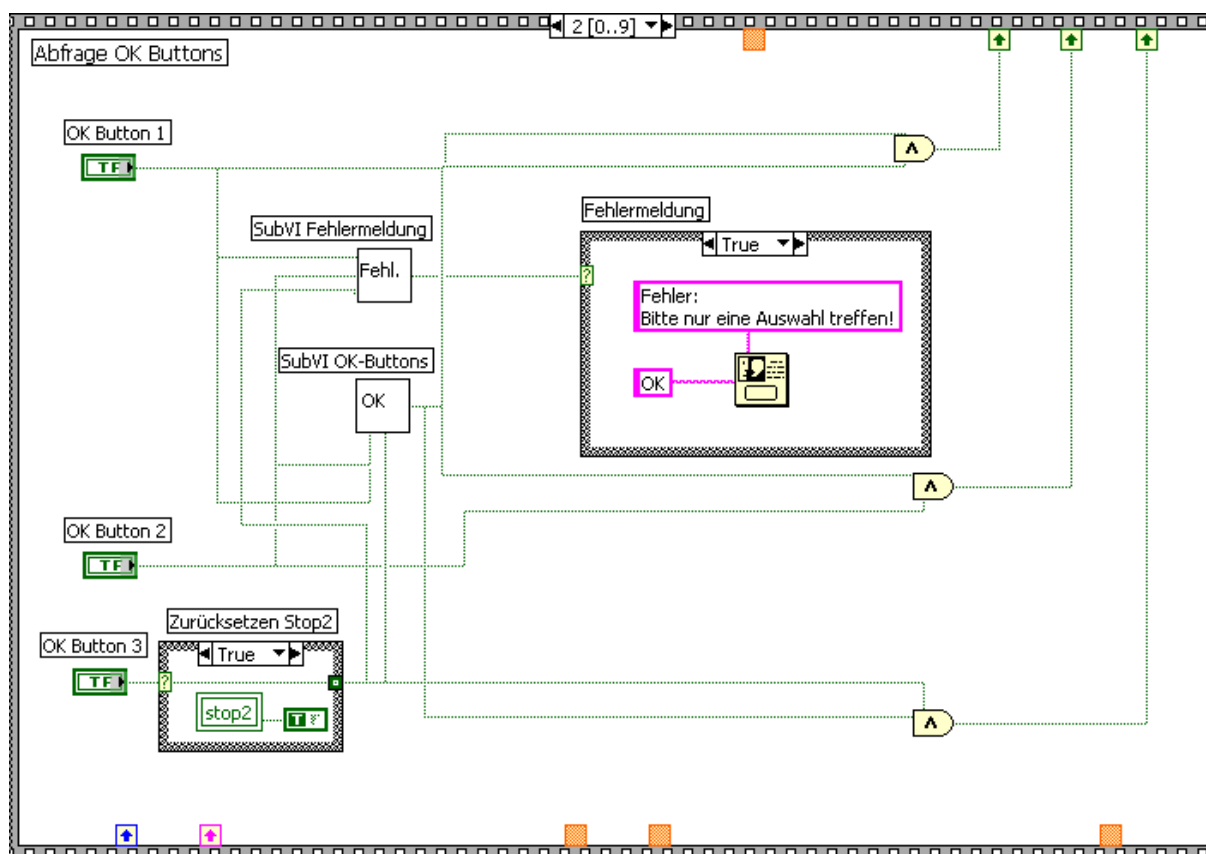 2 [0..9]
Abfrage OK Buttons
OK Button 1
TF
SubVI Fehlermeldung
Fehl.
Fehlermeldung
True
?
Fehler:
Bitte nur eine Auswahl treffen!
OK
SubVI OK-Buttons
OK
OK Button 2
TF
Zurücksetzen Stop2
OK Button 3
TF
True
?
stop2
T F